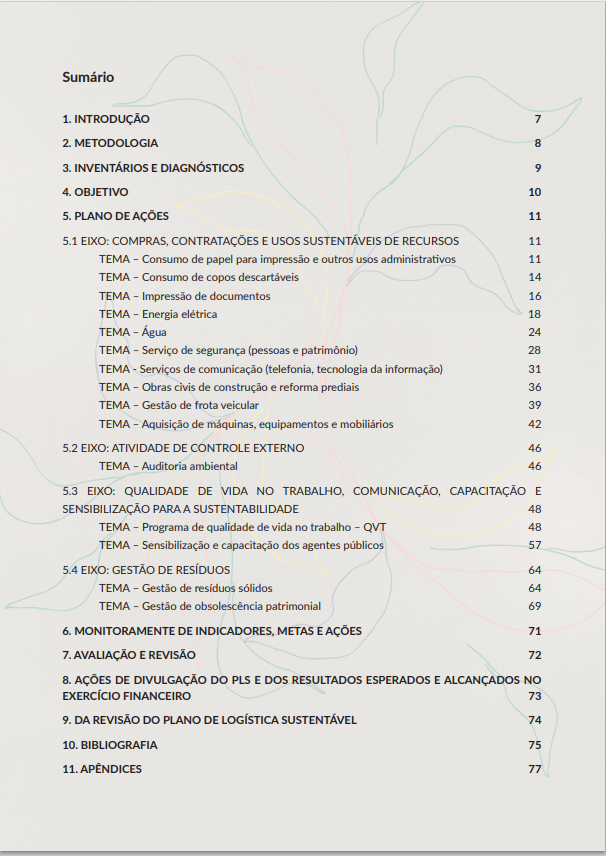 Sumário
1. INTRODUÇÃO 7
2. METODOLOGIA 8
3. INVENTÁRIOS E DIAGNÓSTICOS 9
4. OBJETIVO 10
5. PLANO DE AÇÕES 11
5.1 EIXO: COMPRAS, CONTRATAÇÕES E USOS SUSTENTÁVEIS DE RECURSOS 11
TEMA – Consumo de papel para impressão e outros usos administrativos 11
TEMA – Consumo de copos descartáveis 14
TEMA – Impressão de documentos 16
TEMA – Energia elétrica 18
TEMA – Água 24
TEMA – Serviço de segurança (pessoas e patrimônio) 28
TEMA - Serviços de comunicação (telefonia, tecnologia da informação) 31
TEMA – Obras civis de construção e reforma prediais 36
TEMA – Gestão de frota veicular 39
TEMA – Aquisição de máquinas, equipamentos e mobiliários 42
5.2 EIXO: ATIVIDADE DE CONTROLE EXTERNO 46
TEMA – Auditoria ambiental 46
5.3 EIXO: QUALIDADE DE VIDA NO TRABALHO, COMUNICAÇÃO, CAPACITAÇÃO E
SENSIBILIZAÇÃO PARA A SUSTENTABILIDADE 48
TEMA – Programa de qualidade de vida no trabalho – QVT 48
TEMA – Sensibilização e capacitação dos agentes públicos 57
5.4 EIXO: GESTÃO DE RESÍDUOS 64
TEMA – Gestão de resíduos sólidos 64
TEMA – Gestão de obsolescência patrimonial 69
6. MONITORAMENTE DE INDICADORES, METAS E AÇÕES 71
7. AVALIAÇÃO E REVISÃO 72
8. AÇÕES DE DIVULGAÇÃO DO PLS E DOS RESULTADOS ESPERADOS E ALCANÇADOS NO
EXERCÍCIO FINANCEIRO 73
9. DA REVISÃO DO PLANO DE LOGÍSTICA SUSTENTÁVEL 74
10. BIBLIOGRAFIA 75
11. APÊNDICES 77